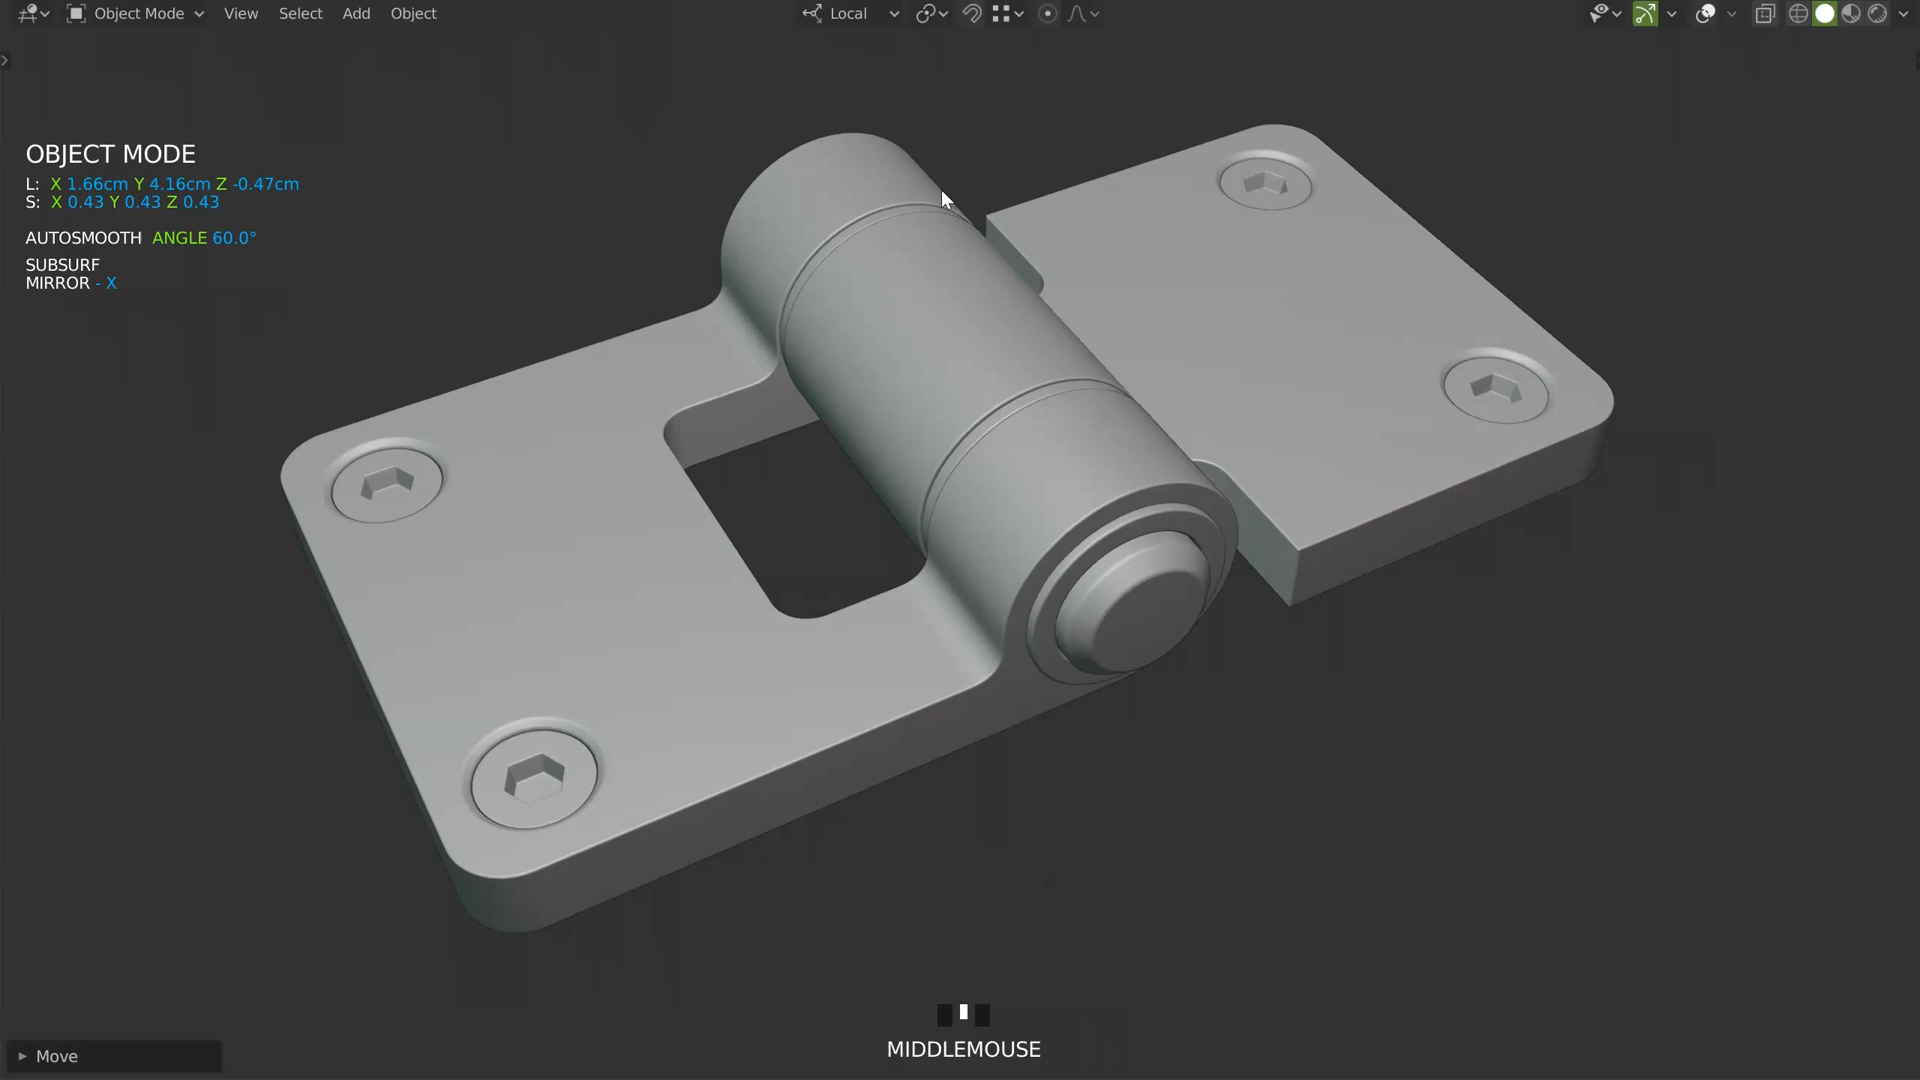 Object Mode View Select Add Object Local
OBJECT MODE
L: X 1.66cm Y 4.16cm Z -0.47cm
S: X 0.43 Y 0.43 Z 0.43
AUTOSMOOTH ANGLE 60.0°
SUBSURF
MIRROR - X
MIDDLEMOUSE
Move